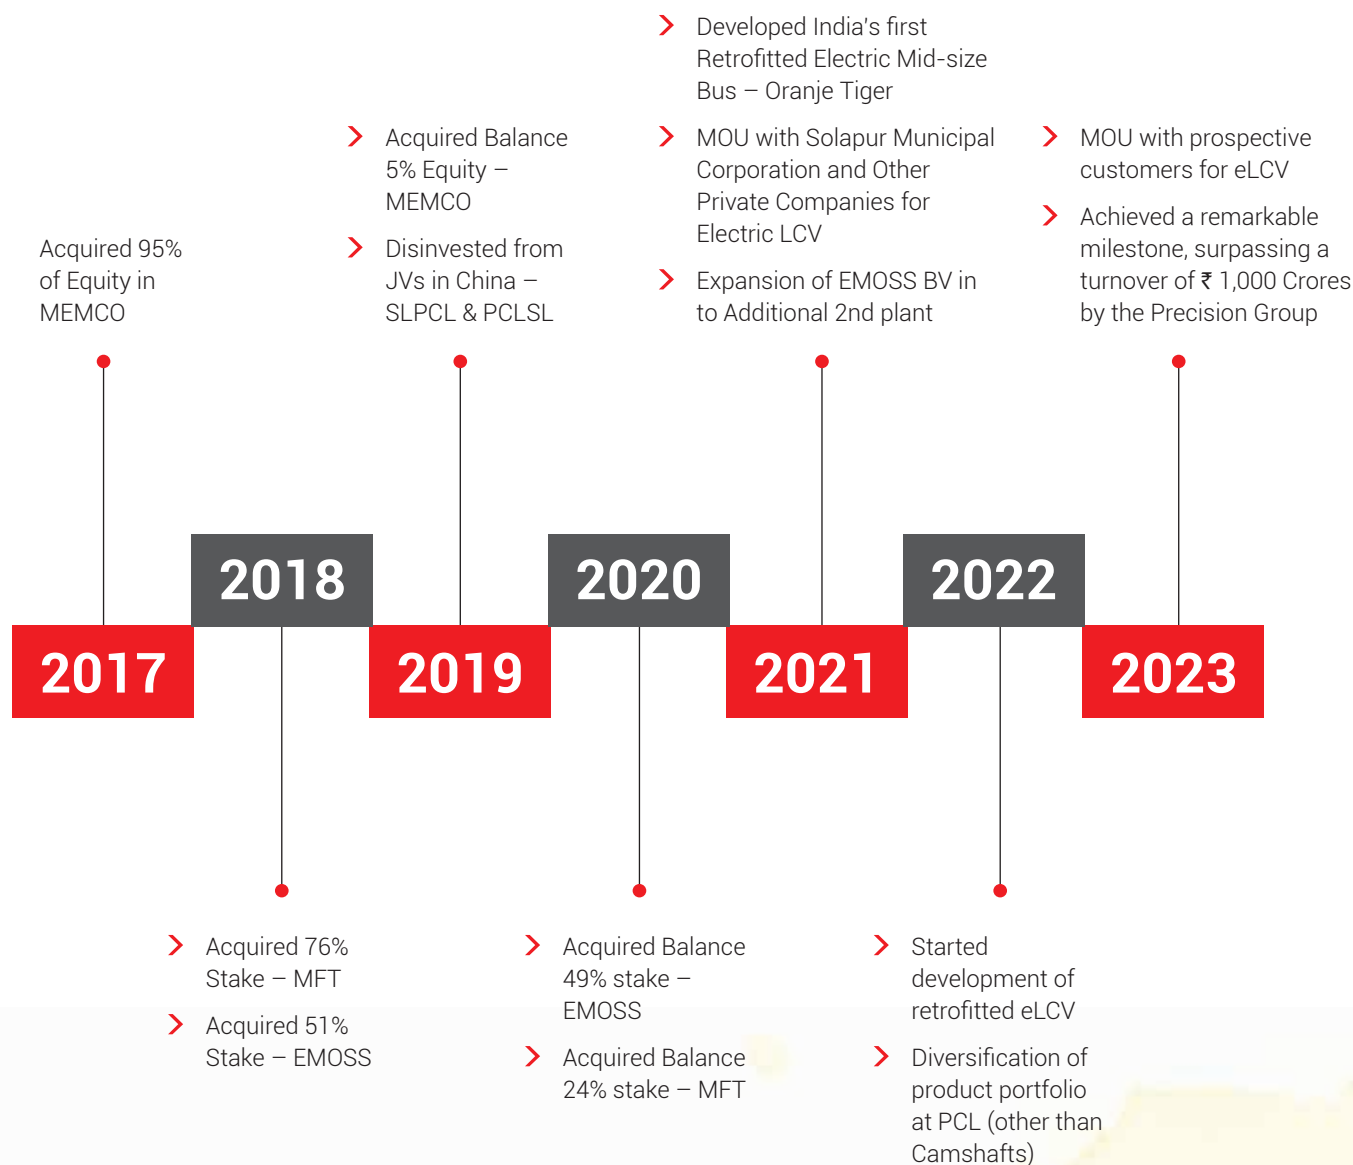 Acquired 95%
of Equity in
MEMCO
Acquired Balance
5% Equity –
MEMCO
Disinvested from
JVs in China –
SLPCL & PCLSL
Developed India's first
Retrofitted Electric Mid-size
Bus – Oranje Tiger
MOU with Solapur Municipal
Corporation and Other
Private Companies for
Electric LCV
Expansion of EMOSS BV in
to Additional 2nd plant
MOU with prospective
customers for eLCV
Achieved a remarkable
milestone, surpassing a
turnover of ₹ 1,000 Crores
by the Precision Group
2017
2018
2019
2020
2021
2022
2023
Acquired 76%
Stake – MFT
Acquired 51%
Stake – EMOSS
Acquired Balance
49% stake –
EMOSS
Acquired Balance
24% stake – MFT
Started
development of
retrofitted eLCV
Diversification of
product portfolio
at PCL (other than
Camshafts)